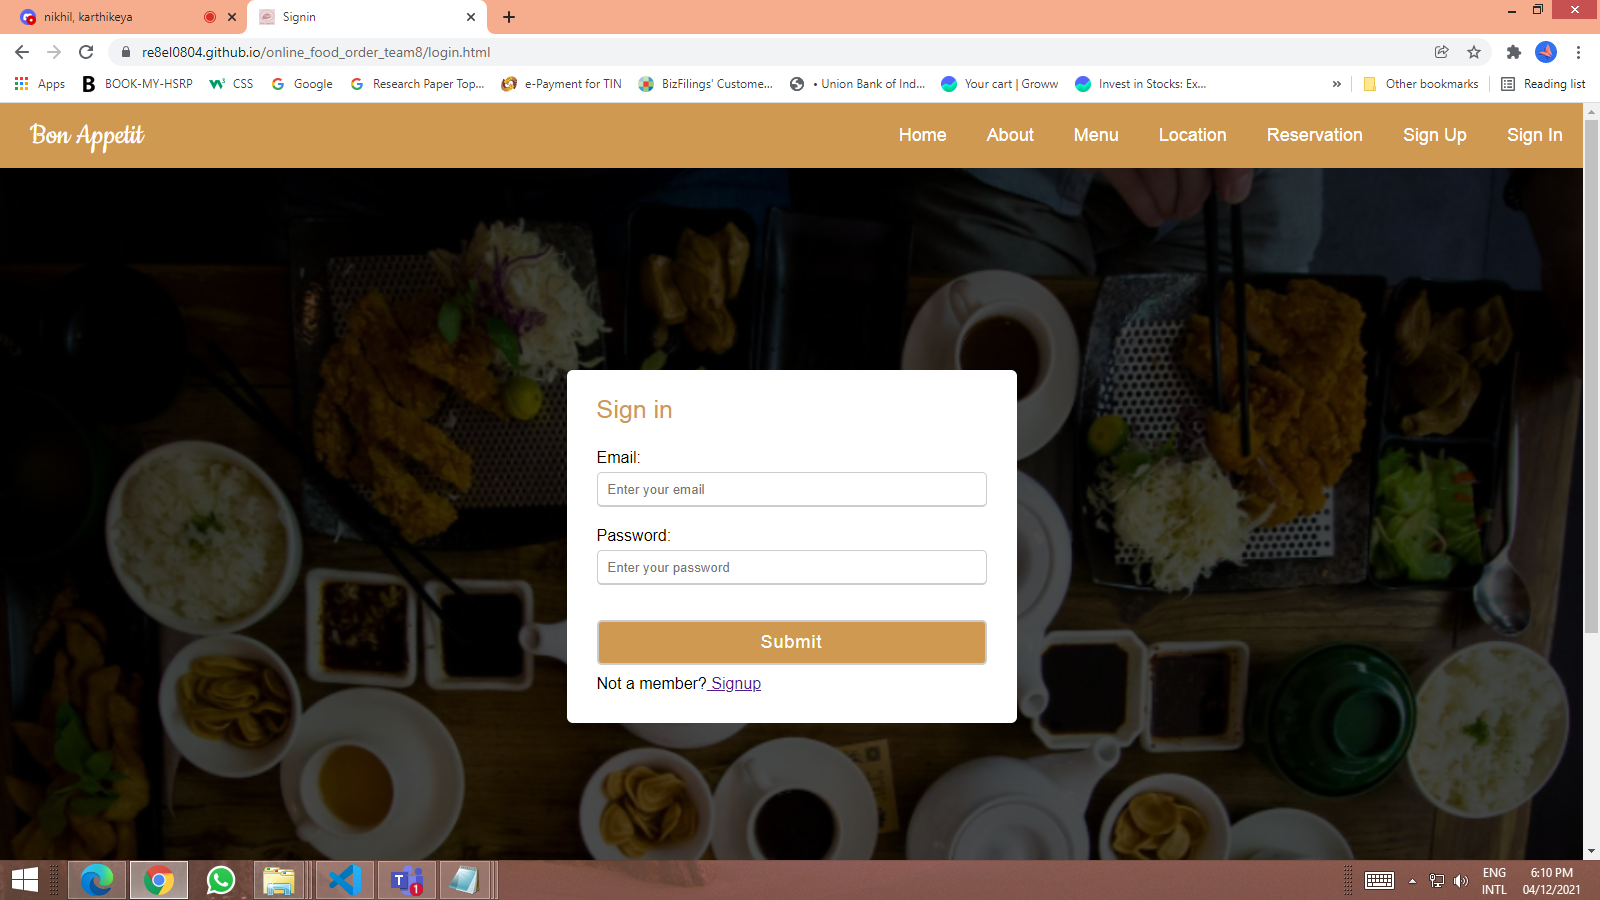 nikhil, karthikeya
Signin
re8el0804.github.io/online_food_order_team8/login.html
Apps
BOOK-MY-HSRP
CSS
Google
Research Paper Top...
e-Payment for TIN
BizFilings' Custome...
• Union Bank of Ind...
Your cart | Groww
Invest in Stocks: Ex...
»
Other bookmarks
Reading list
Bon Appetit
Home
About
Menu
Location
Reservation
Sign Up
Sign In
Sign in
Email:
Enter your email
Password:
Enter your password
Submit
Not a member? Signup
1
ENG
INTL
6:10 PM
04/12/2021